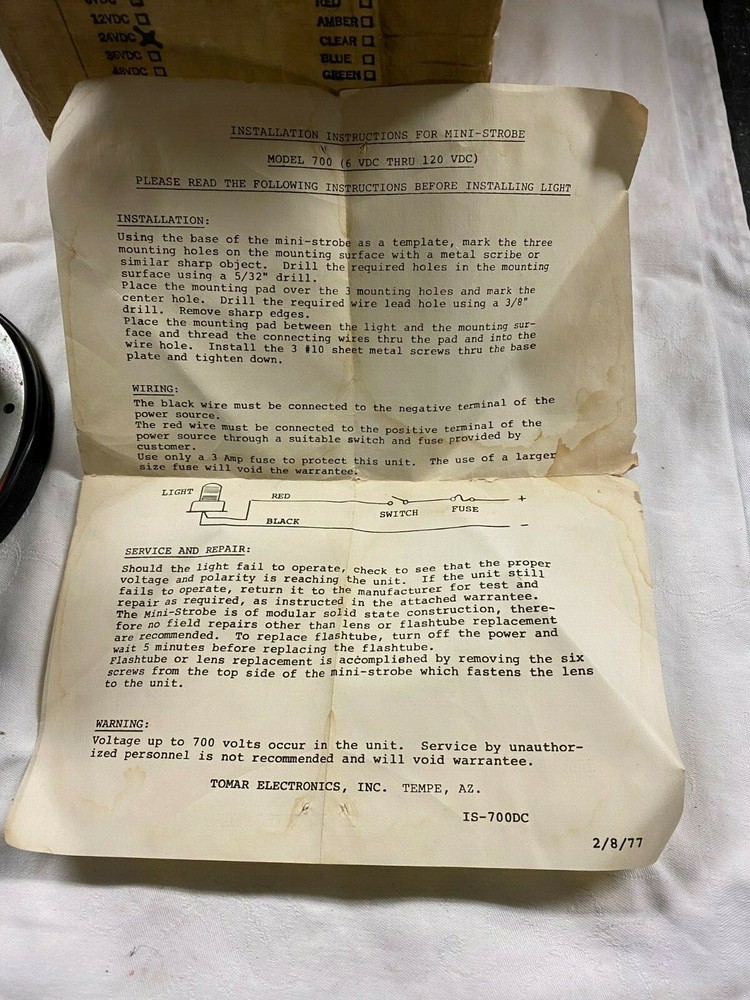 12VDC
24VDC
36VDC
48VDC
RED
AMBER
CLEAR
BLUE
GREEN
INSTALLATION INSTRUCTIONS FOR MINI-STROBE
MODEL 700 (6 VDC THRU 120 VDC)
PLEASE READ THE FOLLOWING INSTRUCTIONS BEFORE INSTALLING LIGHT
INSTALLATION:
Using the base of the mini-strobe as a template, mark the three
mounting holes on the mounting surface with a metal scribe or
similar sharp object. Drill the required holes in the mounting
surface using a 5/32" drill.
Place the mounting pad over the 3 mounting holes and mark the
center hole. Drill the required wire lead hole using a 3/8"
drill. Remove sharp edges.
Place the mounting pad between the light and the mounting sur-
face and thread the connecting wires thru the pad and into the
wire hole. Install the 3 #10 sheet metal screws thru the base
plate and tighten down.
WIRING:
The black wire must be connected to the negative terminal of the
power source.
The red wire must be connected to the positive terminal of the
power source through a suitable switch and fuse provided by
customer.
Use only a 3 Amp fuse to protect this unit. The use of a larger
size fuse will void the warrantee.
LIGHT RED SWITCH FUSE +
BLACK -
SERVICE AND REPAIR:
Should the light fail to operate, check to see that the proper
voltage and polarity is reaching the unit. If the unit still
fails to operate, return it to the manufacturer for test and
repair as required, as instructed in the attached warrantee.
The Mini-Strobe is of modular solid state construction, there-
fore no field repairs other than lens or flashtube replacement
are recommended. To replace flashtube, turn off the power and
wait 5 minutes before replacing the flashtube.
Flashtube or lens replacement is accomplished by removing the six
screws from the top side of the mini-strobe which fastens the lens
to the unit.
WARNING:
Voltage up to 700 volts occur in the unit. Service by unauthor-
ized personnel is not recommended and will void warrantee.
TOMAR ELECTRONICS, INC. TEMPE, AZ.
IS-700DC
2/8/77